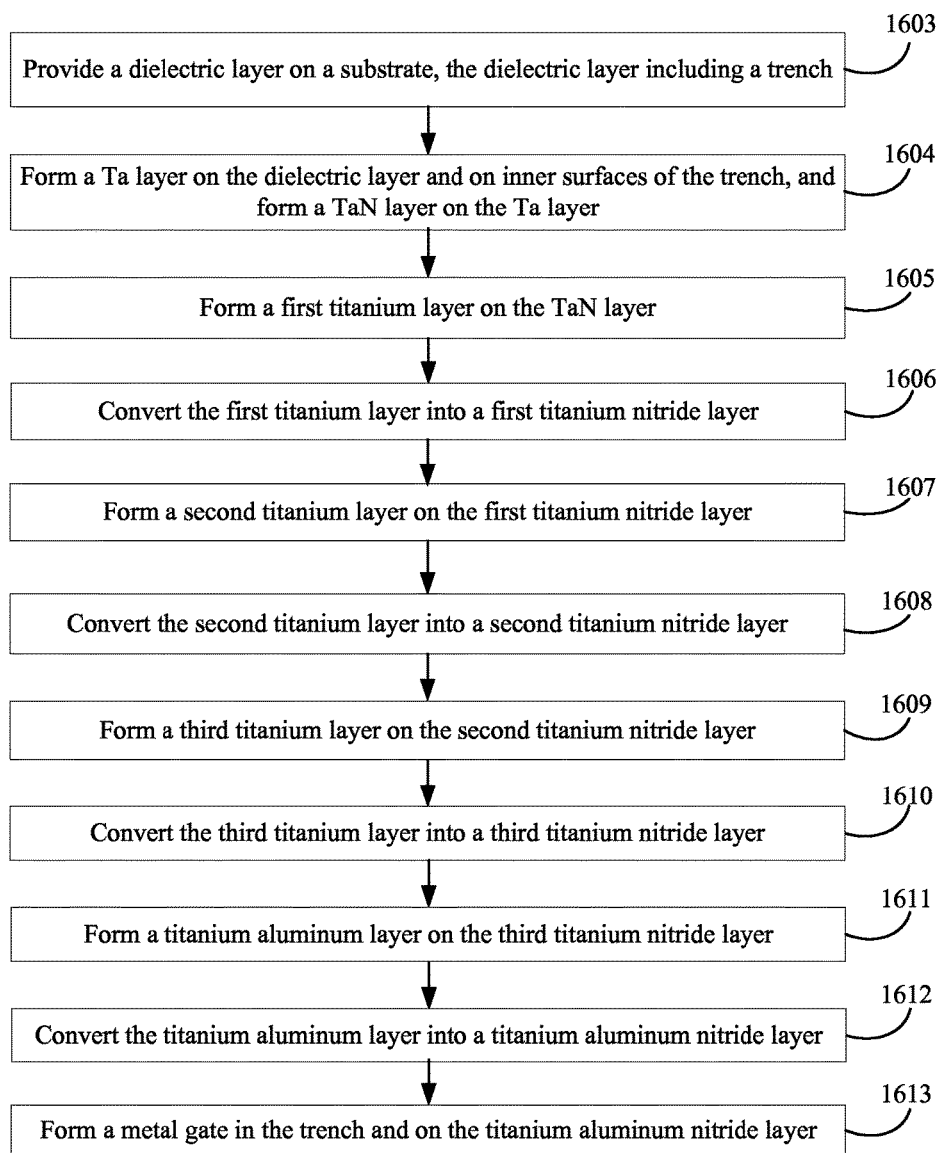 1603
Provide a dielectric layer on a substrate, the dielectric layer including a trench
1604
Form a Ta layer on the dielectric layer and on inner surfaces of the trench, and
form a TaN layer on the Ta layer
1605
Form a first titanium layer on the TaN layer
1606
Convert the first titanium layer into a first titanium nitride layer
1607
Form a second titanium layer on the first titanium nitride layer
1608
Convert the second titanium layer into a second titanium nitride layer
1609
Form a third titanium layer on the second titanium nitride layer
1610
Convert the third titanium layer into a third titanium nitride layer
1611
Form a titanium aluminum layer on the third titanium nitride layer
1612
Convert the titanium aluminum layer into a titanium aluminum nitride layer
1613
Form a metal gate in the trench and on the titanium aluminum nitride layer